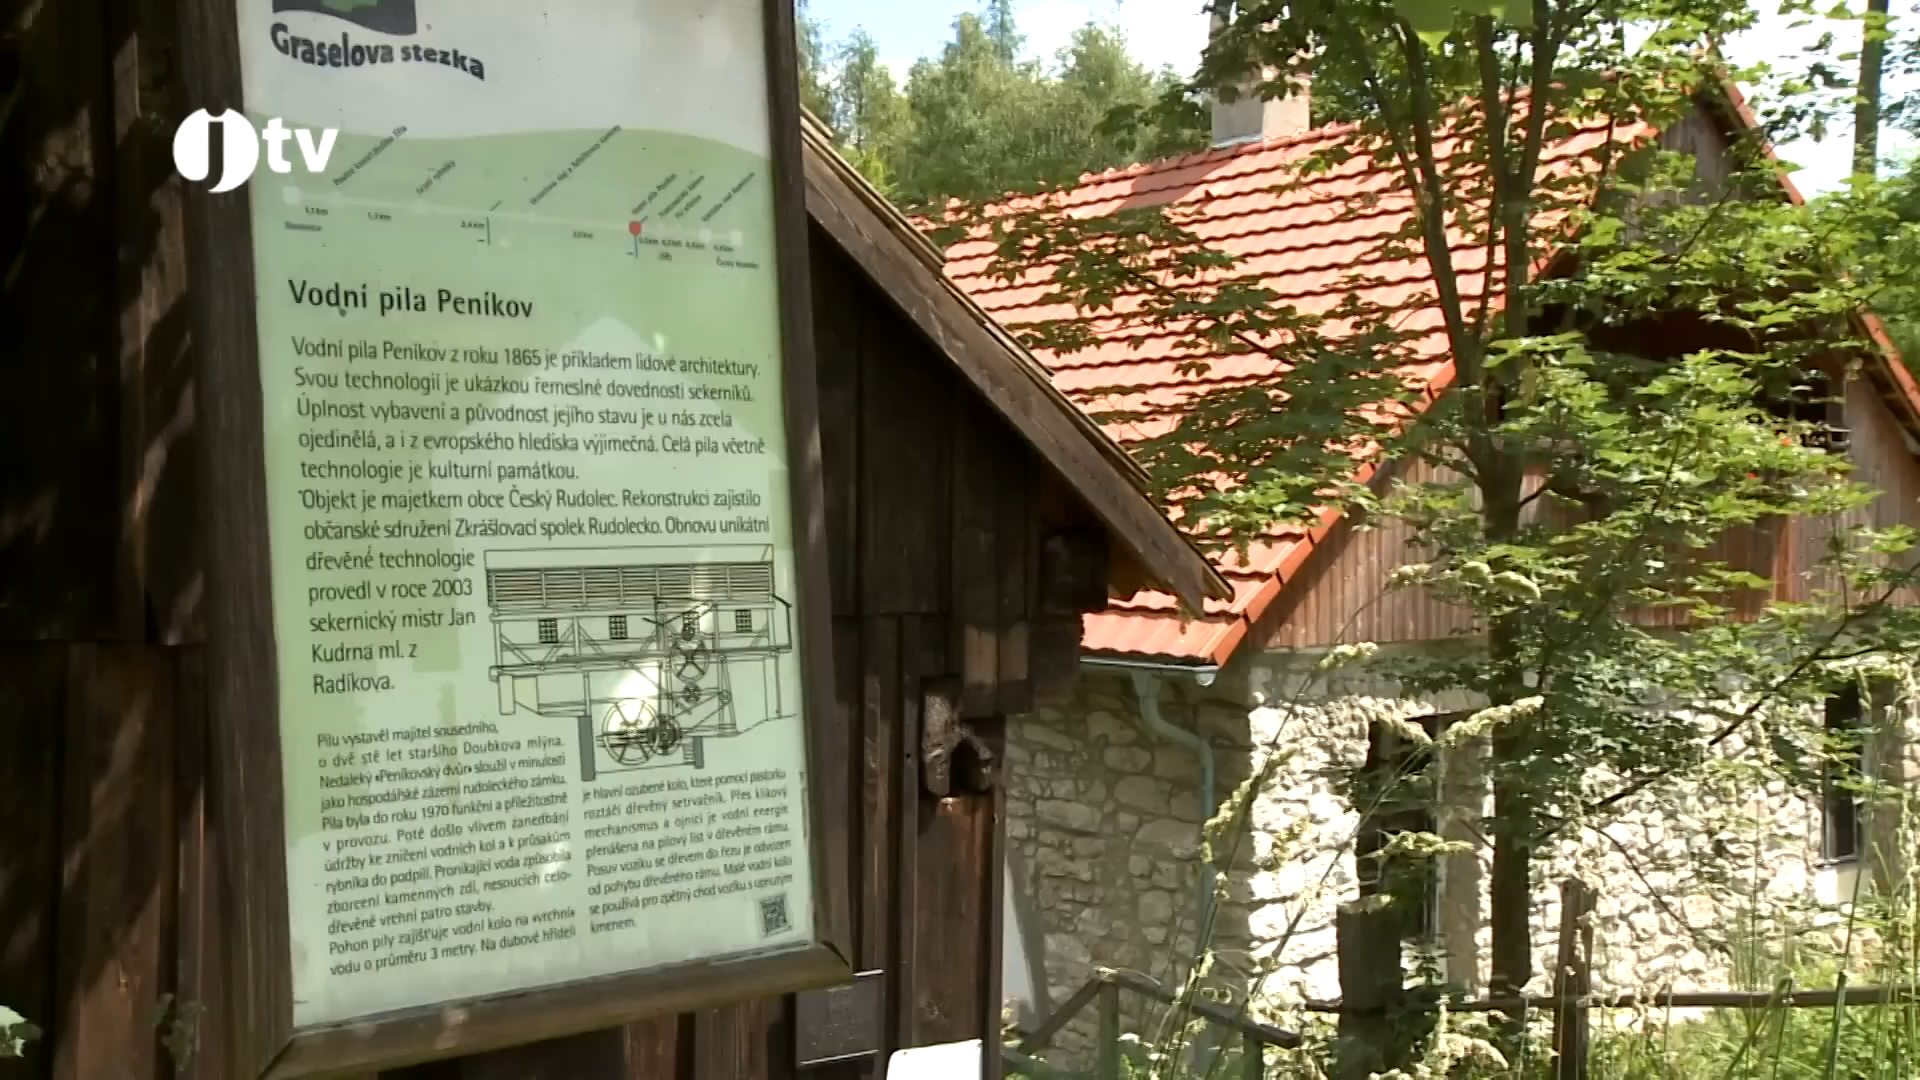 Graselova stezka
jtv
Vodní pila Peníkov
Vodní pila Peníkov z roku 1865 je příkladem lidové architektury.
Svou technologií je ukázkou řemeslné dovednosti sekerníků.
Úplnost vybavení a původnost jejího stavu je u nás zcela
ojedinělá, a i z evropského hlediska výjimečná. Celá pila včetně
technologie je kulturní památkou.
Objekt je majetkem obce Český Rudolec. Rekonstrukci zajistilo
občanské sdružení Zkrášlovací spolek Rudolecko. Obnovu unikátní
dřevěné technologie
provedl v roce 2003
sekernický mistr Jan
Kudrna ml. z
Radíkova.
Pilu vystavěl majitel sousedního,
o dvě stě let staršího Doubkova mlýna.
Nedaleký »Peníkovský dvůr« sloužil v minulosti
jako hospodářské zázemí rudoleckého zámku.
Pila byla do roku 1970 funkční a příležitostně
v provozu. Poté došlo vlivem zanedbání
údržby ke zničení vodních kol a k průsakům
rybníka do podpilí. Pronikající voda způsobila
zborcení kamenných zdí, nesoucích celo-
dřevěné vrchní patro stavby.
Pohon pily zajišťuje vodní kolo na »vrchní«
vodu o průměru 3 metry. Na dubové hřídeli
je hlavní ozubené kolo, které pomocí pastorku
roztáčí dřevěný setrvačník. Přes klikový
mechanismus a ojnici je vodní energie
přenášena na pilový list v dřevěném rámu.
Posuv vozíku se dřevem do řezu je odvozen
od pohybu dřevěného rámu. Malé vodní kolo
se používá pro zpětný chod vozíku s upnutým
kmenem.